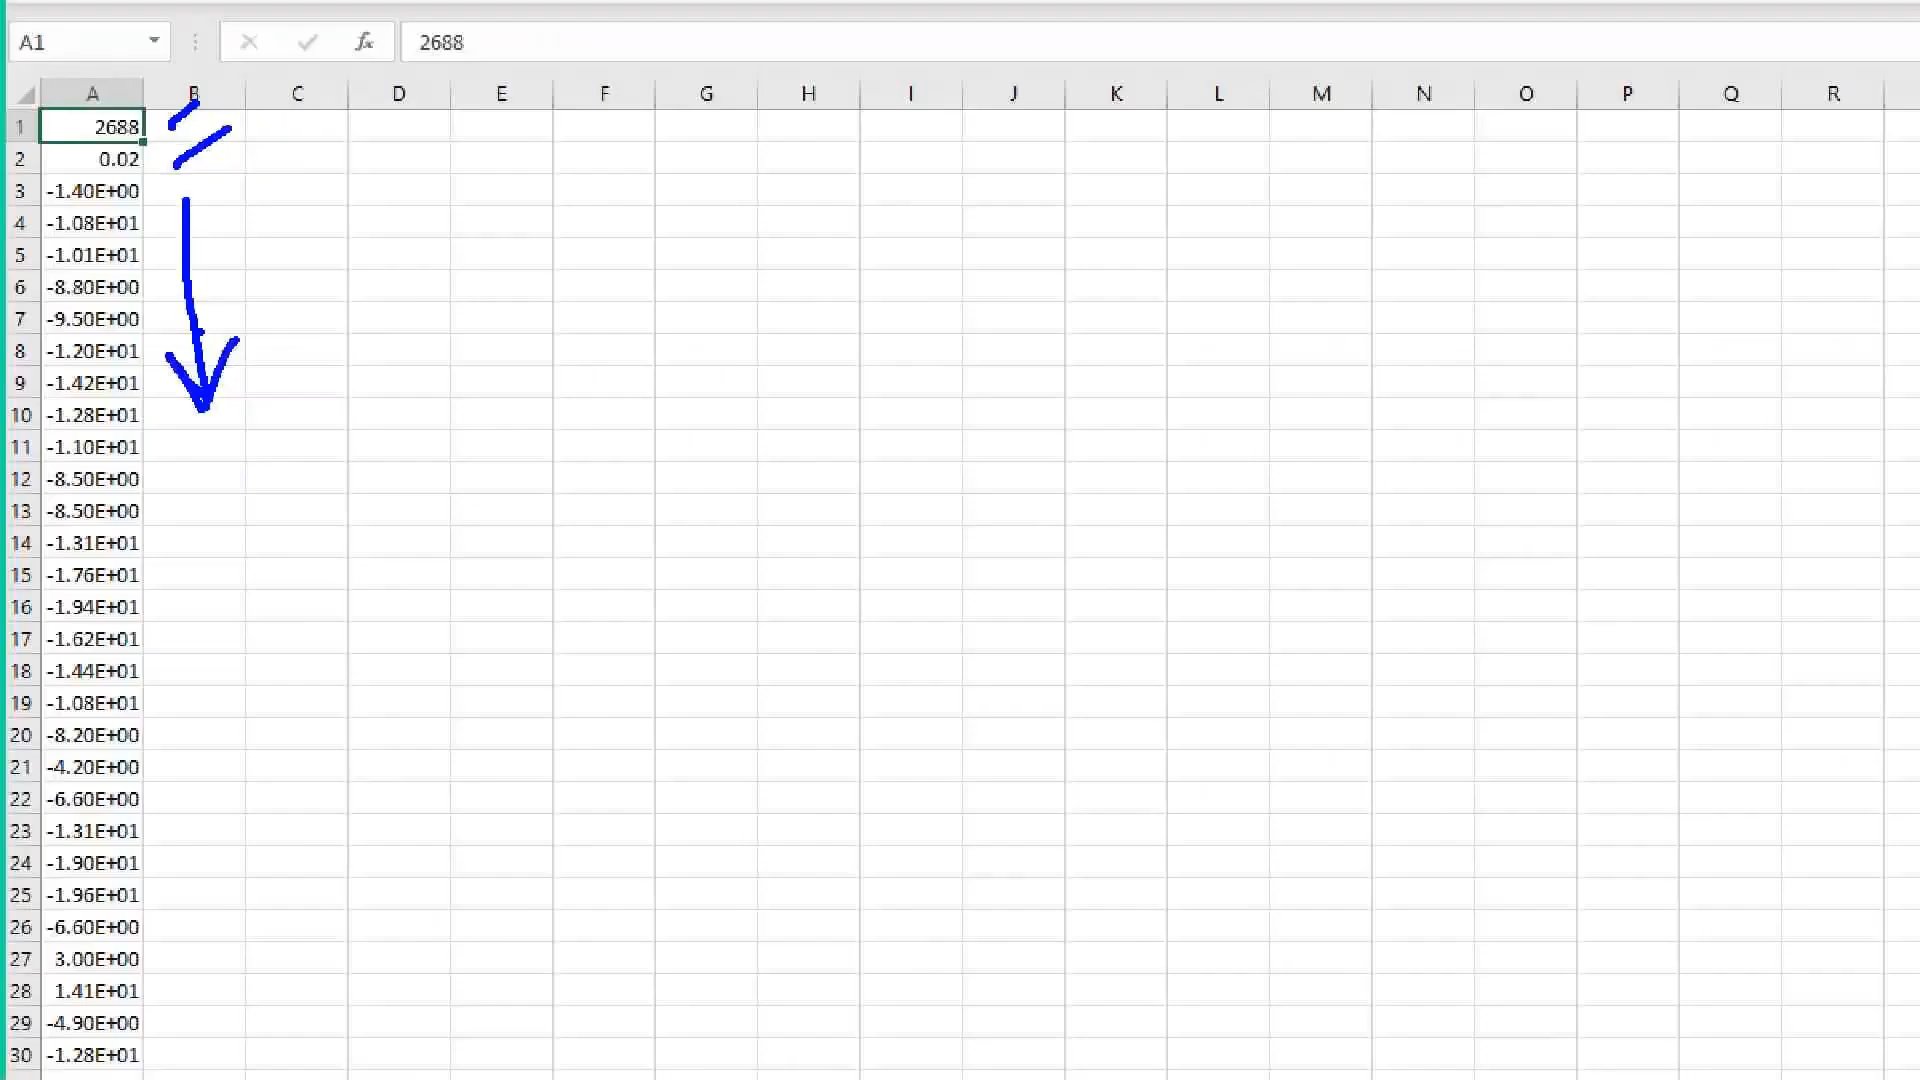 A1 fx 2688
A B C D E F G H I J K L M N O P Q R
1 2688
2 0.02
3 -1.40E+00
4 -1.08E+01
5 -1.01E+01
6 -8.80E+00
7 -9.50E+00
8 -1.20E+01
9 -1.42E+01
10 -1.28E+01
11 -1.10E+01
12 -8.50E+00
13 -8.50E+00
14 -1.31E+01
15 -1.76E+01
16 -1.94E+01
17 -1.62E+01
18 -1.44E+01
19 -1.08E+01
20 -8.20E+00
21 -4.20E+00
22 -6.60E+00
23 -1.31E+01
24 -1.90E+01
25 -1.96E+01
26 -6.60E+00
27 3.00E+00
28 1.41E+01
29 -4.90E+00
30 -1.28E+01